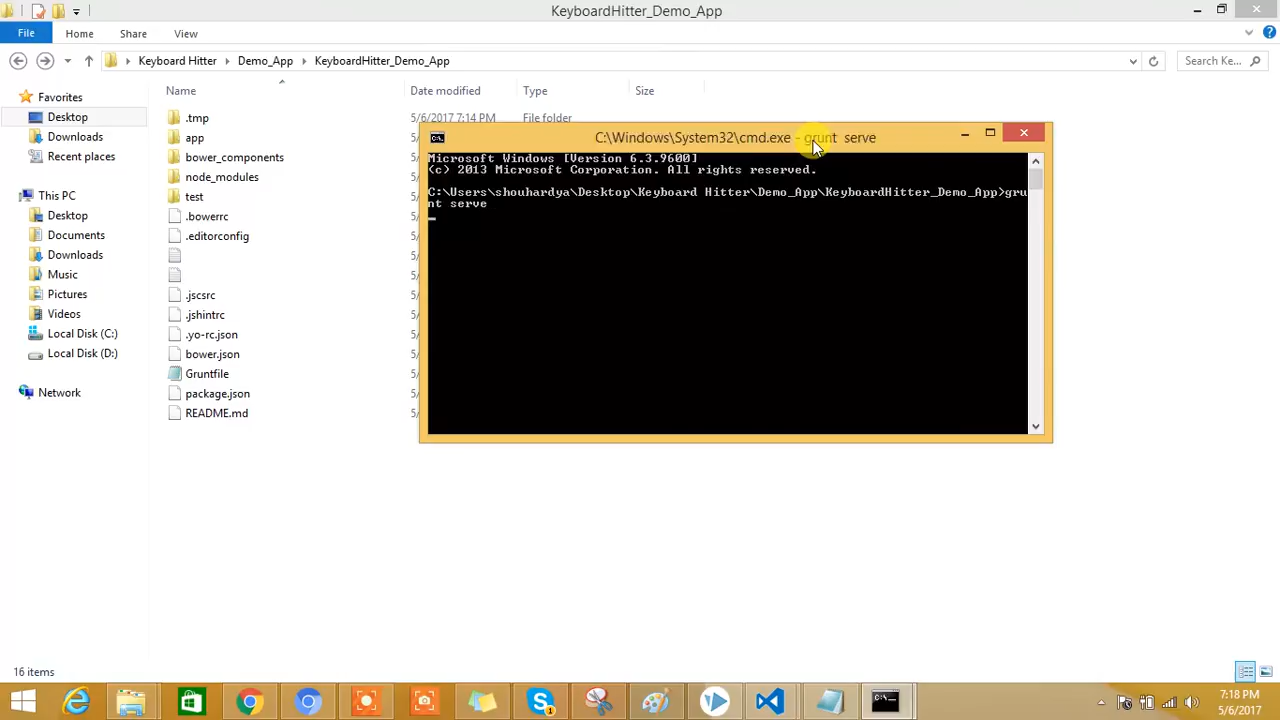 KeyboardHitter_Demo_App
File Home Share View
Keyboard Hitter Demo_App KeyboardHitter_Demo_App Search Ke...
Name Date modified Type Size
Favorites
Desktop
Downloads
Recent places
This PC
Desktop
Documents
Downloads
Music
Pictures
Videos
Local Disk (C:)
Local Disk (D:)
Network
.tmp 5/6/2017 7:14 PM File folder
app
bower_components
node_modules
test
.bowerrc
.editorconfig
.jscsrc
.jshintrc
.yo-rc.json
bower.json
Gruntfile
package.json
README.md
C:\Windows\System32\cmd.exe - grunt serve
Microsoft Windows [Version 6.3.9600]
(c) 2013 Microsoft Corporation. All rights reserved.
C:\Users\shouhardya\Desktop\Keyboard Hitter\Demo_App\KeyboardHitter_Demo_App>gru
nt serve
16 items
7:18 PM
5/6/2017